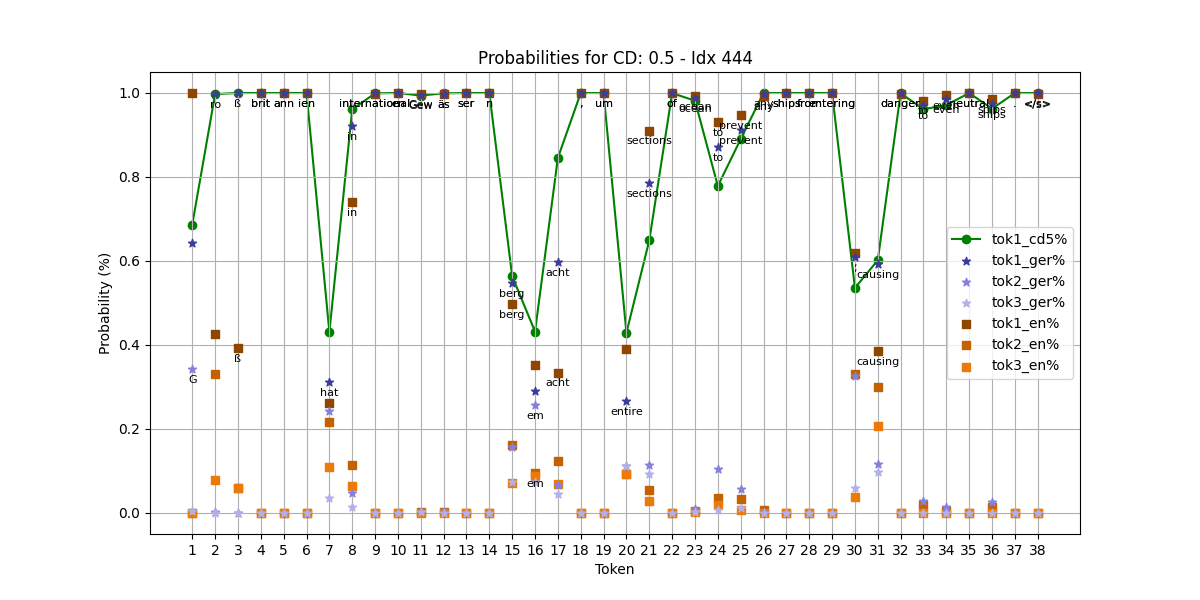 Probabilities for CD: 0.5 - Idx 444
Probability (%)
1.0
0.8
0.6
0.4
0.2
0.0
ro ß brit ann ien international Gew äs ser n , um of ocean any ships from entering danger to even neutral ships . </s>
ocean any to even ships
in
in
to prevent
to prevent
sections
sections
acht
berg
berg
causing
G
ß
hat
acht
causing
em
entire
em
tok1_cd5%
tok1_ger%
tok2_ger%
tok3_ger%
tok1_en%
tok2_en%
tok3_en%
1 2 3 4 5 6 7 8 9 10 11 12 13 14 15 16 17 18 19 20 21 22 23 24 25 26 27 28 29 30 31 32 33 34 35 36 37 38
Token